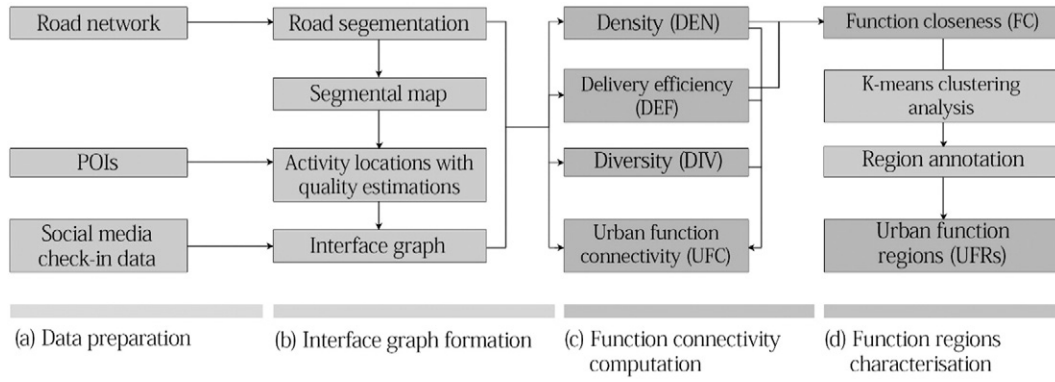 Road network
Road segementation
Density (DEN)
Function closeness (FC)
Segmental map
Delivery efficiency
(DEF)
K-means clustering
analysis
POIs
Activity locations with
quality estimations
Diversity (DIV)
Region annotation
Social media
check-in data
Interface graph
Urban function
connectivity (UFC)
Urban function
regions (UFRs)
(a) Data preparation
(b) Interface graph formation
(c) Function connectivity
computation
(d) Function regions
characterisation